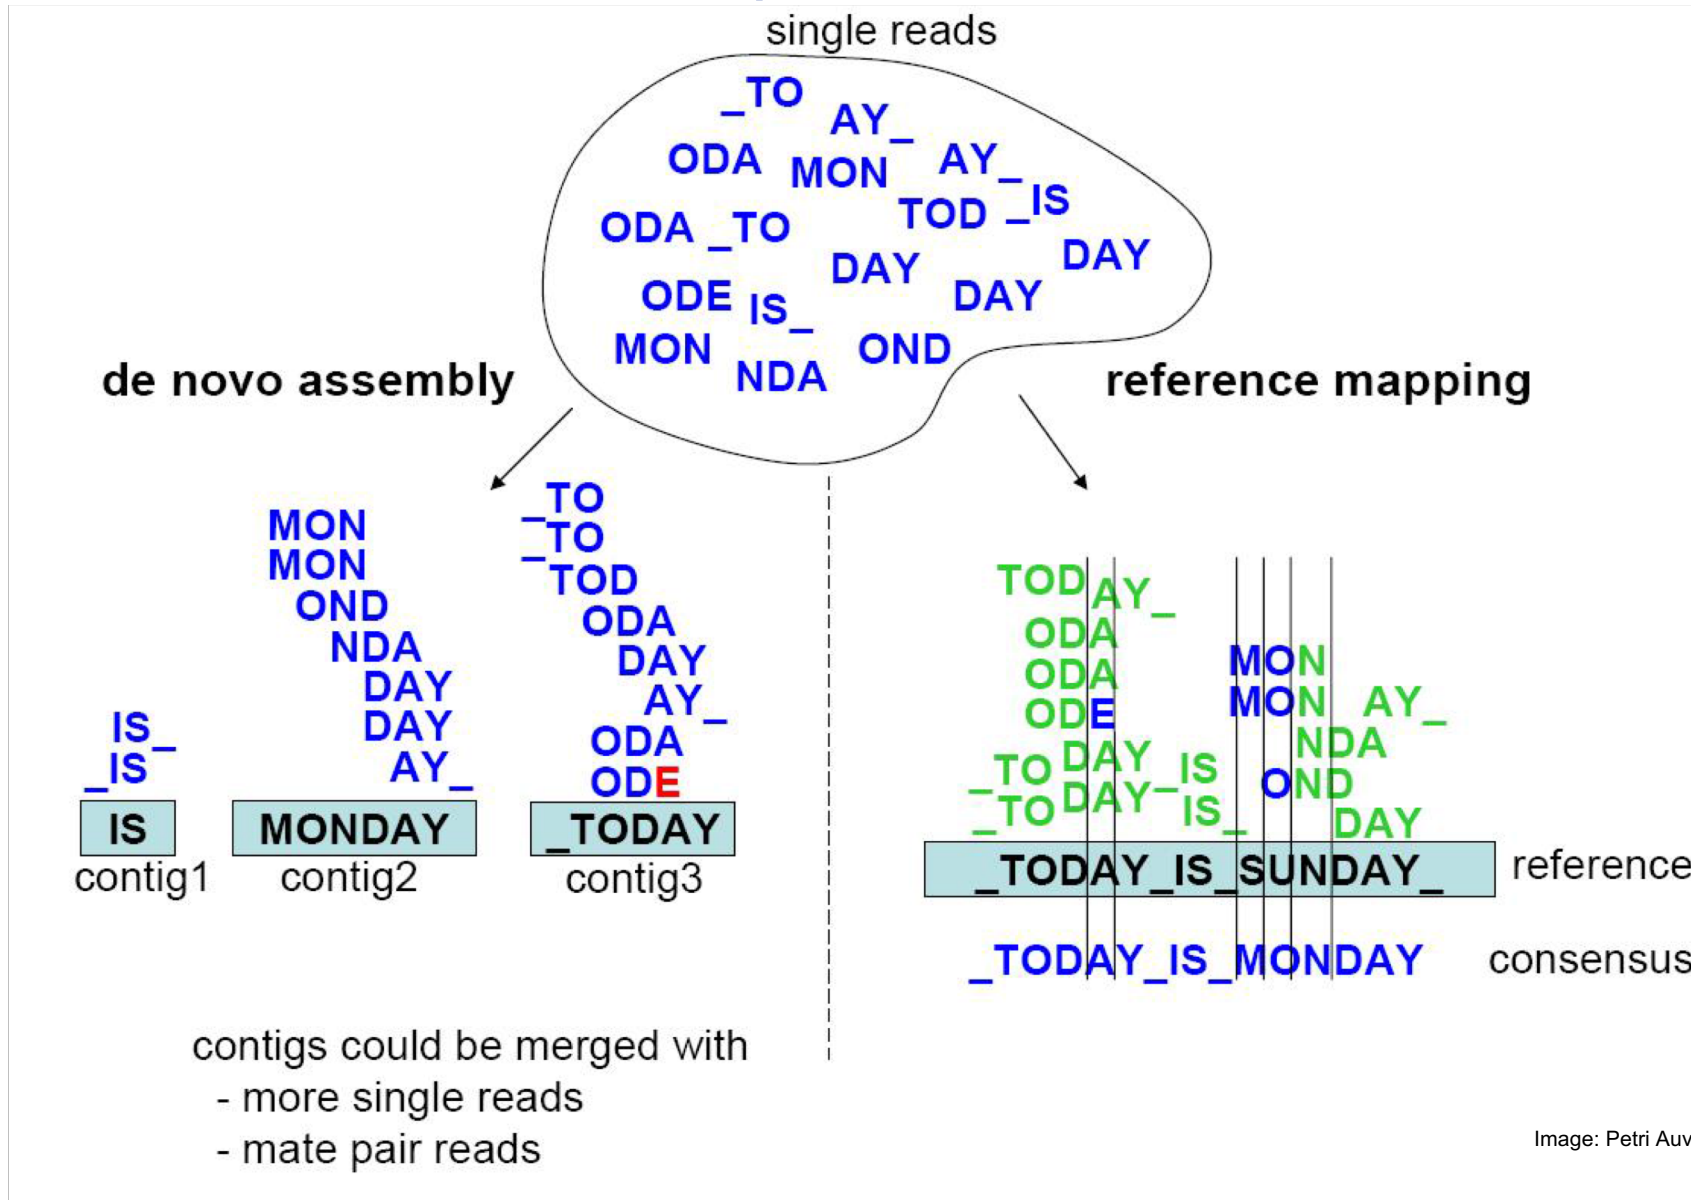 single reads
_TO
AY_
ODA MON AY_
TOD _IS
ODA _TO
DAY DAY
ODE IS_ DAY
MON OND
NDA
de novo assembly
reference mapping
MON
MON
OND
NDA
DAY
DAY
AY_
IS_
_IS
_TO
_TO
TOD
ODA
DAY
AY_
ODA
ODE
IS
MONDAY
_TODAY
contig1
contig2
contig3
contigs could be merged with
- more single reads
- mate pair reads
TOD AY_
ODA
ODA MON
ODE MON AY_
DAY NDA
_TO _IS OND
_TO DAY IS_ DAY
_TODAY_IS_SUNDAY_
reference
_TODAY_IS_MONDAY
consensus
Image: Petri Auv